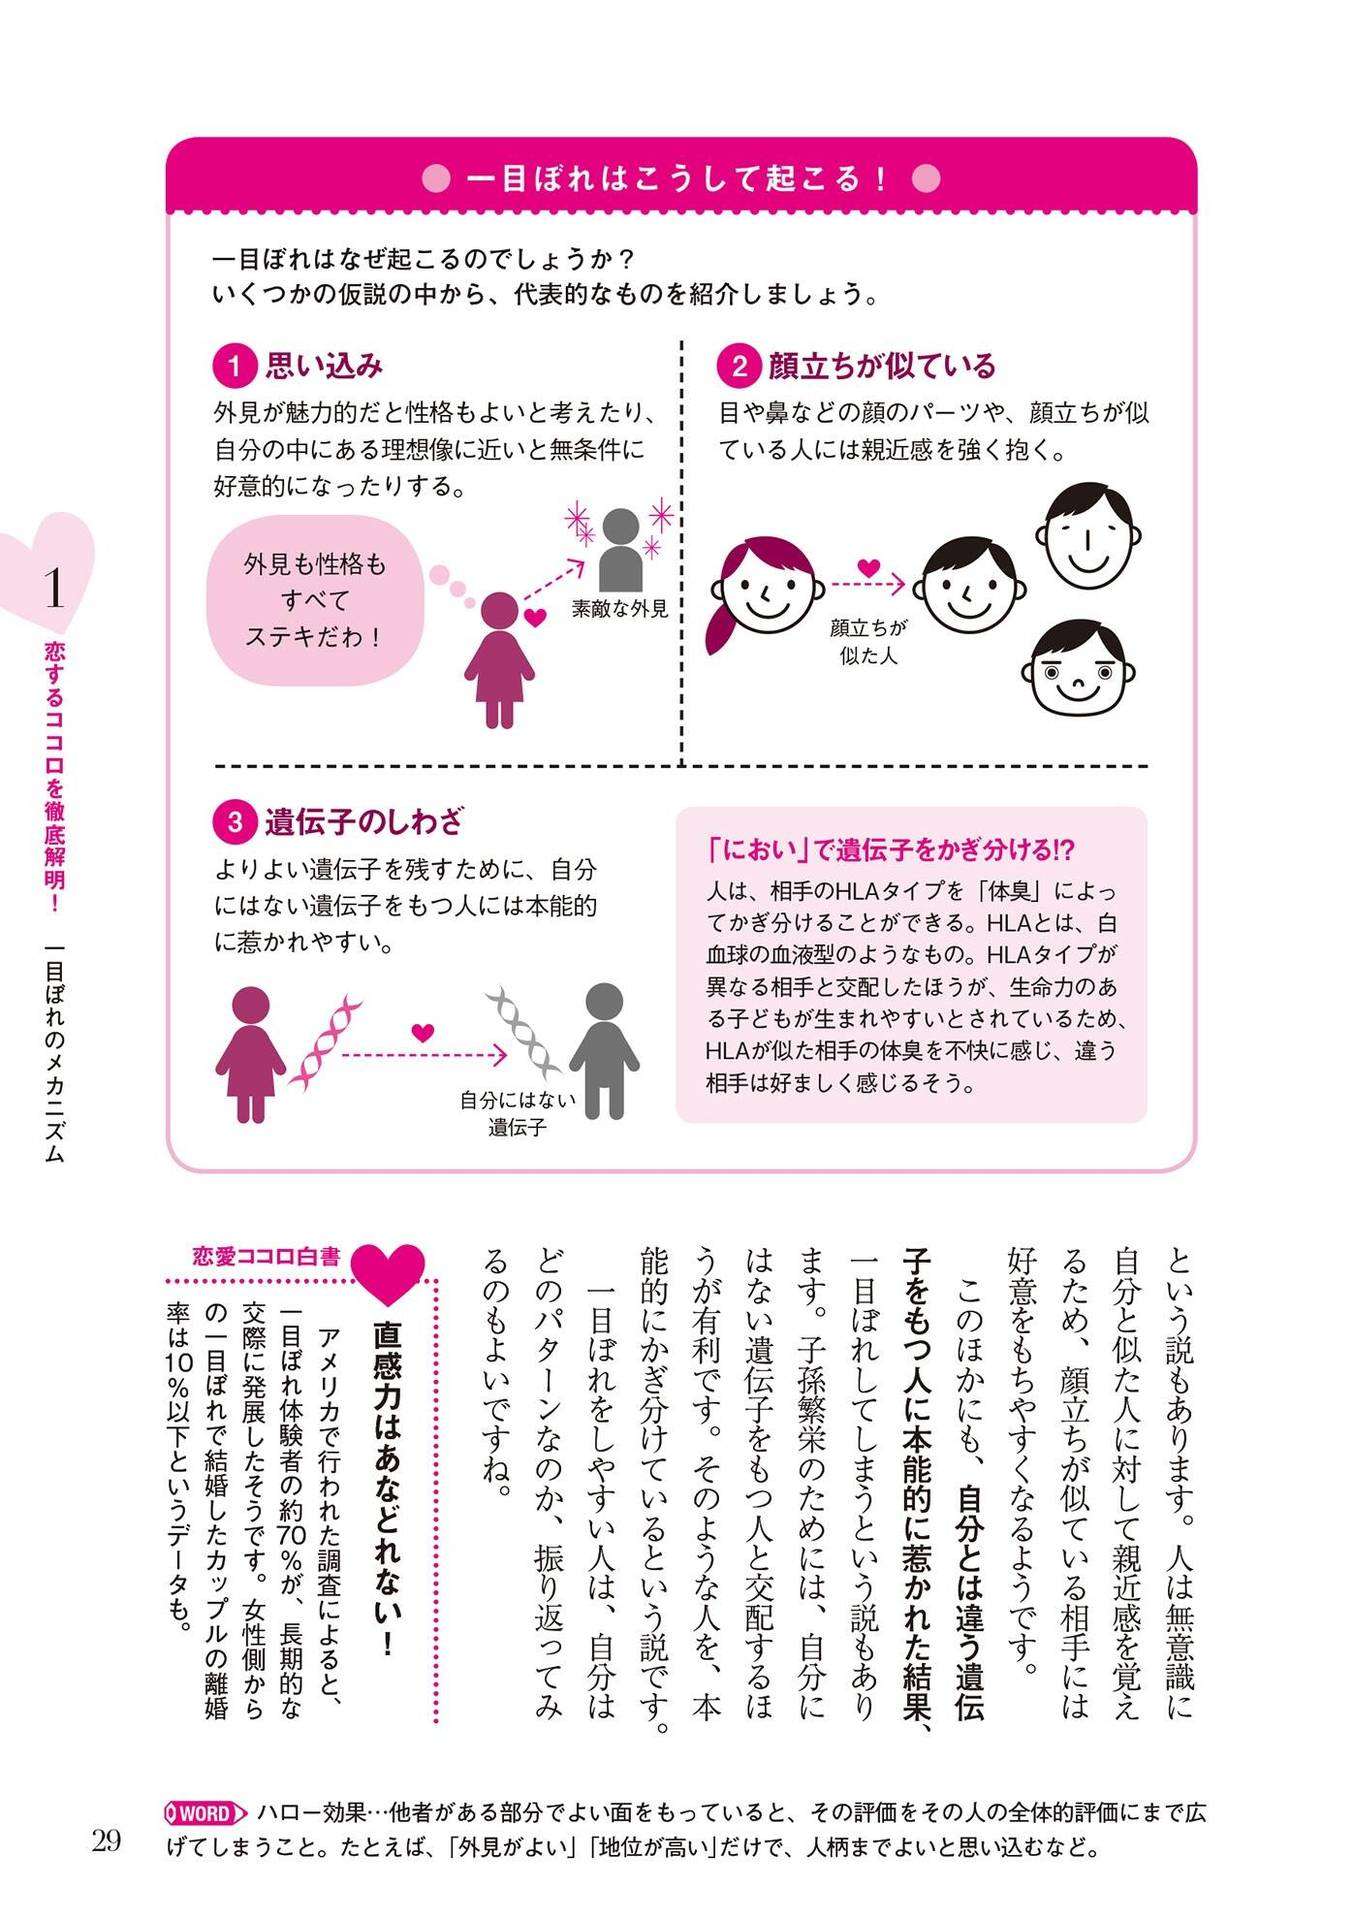 一目ぼれはこうして起こる！
一目ぼれはなぜ起こるのでしょうか？
いくつかの仮説の中から、代表的なものを紹介しましょう。
1 思い込み
外見が魅力的だと性格もよいと考えたり、
自分の中にある理想像に近いと無条件に
好意的になったりする。
外見も性格も
すべて
ステキだわ！
素敵な外見
2 顔立ちが似ている
目や鼻などの顔のパーツや、顔立ちが似
ている人には親近感を強く抱く。
顔立ちが
似た人
3 遺伝子のしわざ
よりよい遺伝子を残すために、自分
にはない遺伝子をもつ人には本能的
に惹かれやすい。
自分にはない
遺伝子
「におい」で遺伝子をかぎ分ける!?
人は、相手のHLAタイプを「体臭」によっ
てかぎ分けることができる。HLAとは、白
血球の血液型のようなもの。HLAタイプが
異なる相手と交配したほうが、生命力のあ
る子どもが生まれやすいとされているため、
HLAが似た相手の体臭を不快に感じ、違う
相手は好ましく感じるそう。
1
恋するココロを徹底解明！ 一目ぼれのメカニズム
という説もあります。人は無意識に
自分と似た人に対して親近感を覚え
るため、顔立ちが似ている相手には
好意をもちやすくなるようです。
このほかにも、自分とは違う遺伝
子をもつ人に本能的に惹かれた結果、
一目ぼれしてしまうという説もあり
ます。子孫繁栄のためには、自分に
はない遺伝子をもつ人と交配するほ
うが有利です。そのような人を、本
能的にかぎ分けているという説です。
一目ぼれをしやすい人は、自分は
どのパターンなのか、振り返ってみ
るのもよいですね。
恋愛ココロ白書
直感力はあなどれない！
アメリカで行われた調査によると、
一目ぼれ体験者の約70％が、長期的な
交際に発展したそうです。女性側から
の一目ぼれで結婚したカップルの離婚
率は10％以下というデータも。
WORD ハロー効果…他者がある部分でよい面をもっていると、その評価をその人の全体的評価にまで広
げてしまうこと。たとえば、「外見がよい」「地位が高い」だけで、人柄までよいと思い込むなど。
29